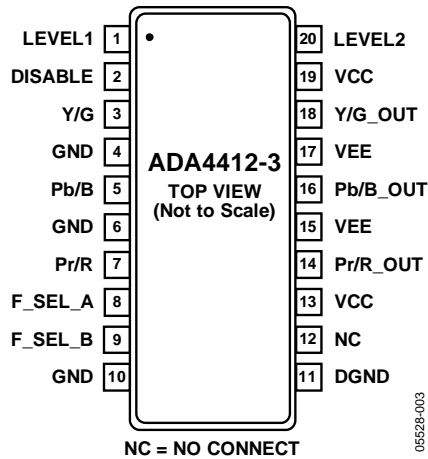 LEVEL1 1 20 LEVEL2
DISABLE 2 19 VCC
Y/G 3 18 Y/G_OUT
GND 4 17 VEE
ADA4412-3
Pb/B 5 TOP VIEW 16 Pb/B_OUT
(Not to Scale)
GND 6 15 VEE
Pr/R 7 14 Pr/R_OUT
F_SEL_A 8 13 VCC
F_SEL_B 9 12 NC
GND 10 11 DGND
NC = NO CONNECT
05528-003